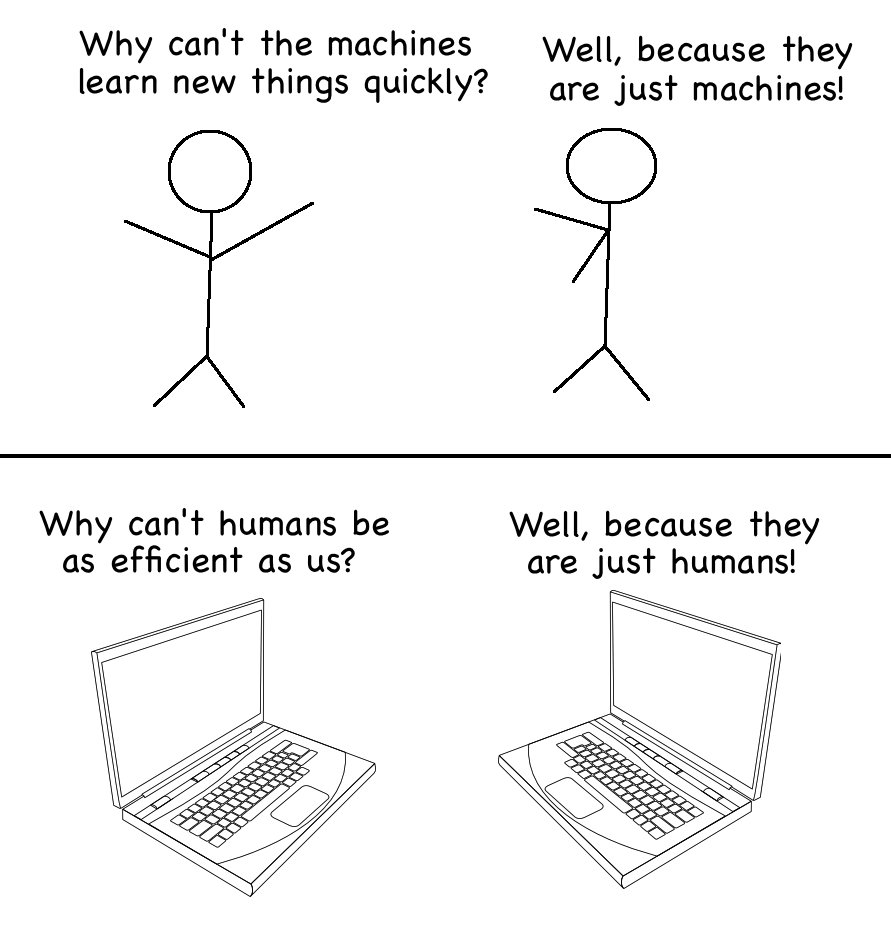 Why can't the machines
learn new things quickly?
Well, because they
are just machines!
Why can't humans be
as efficient as us?
Well, because they
are just humans!